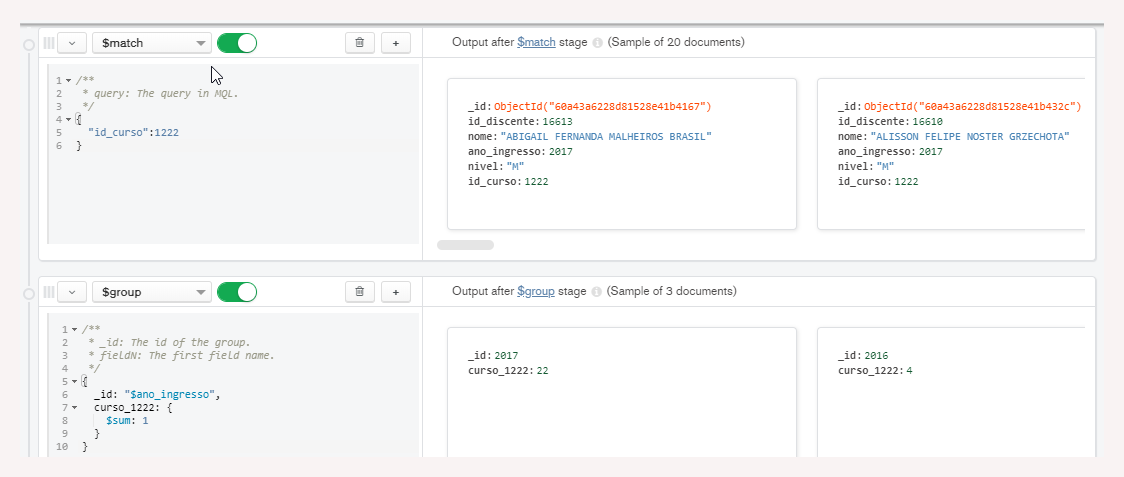 $match
+
Output after $match stage (Sample of 20 documents)
1 /**
2 * query: The query in MQL.
3 */
4 {
5 "id_curso":1222
6 }
_id: ObjectId("60a43a6228d81528e41b4167")
id_discente: 16613
nome: "ABIGAIL FERNANDA MALHEIROS BRASIL"
ano_ingresso: 2017
nivel: "M"
id_curso: 1222
_id: ObjectId("60a43a6228d81528e41b432c")
id_discente: 16610
nome: "ALISSON FELIPE NOSTER GRZECHOTA"
ano_ingresso: 2017
nivel: "M"
id_curso: 1222
$group
+
Output after $group stage (Sample of 3 documents)
1 /**
2 * _id: The id of the group.
3 * fieldN: The first field name.
4 */
5 {
6 _id: "$ano_ingresso",
7 curso_1222: {
8 $sum: 1
9 }
10 }
_id: 2017
curso_1222: 22
_id: 2016
curso_1222: 4